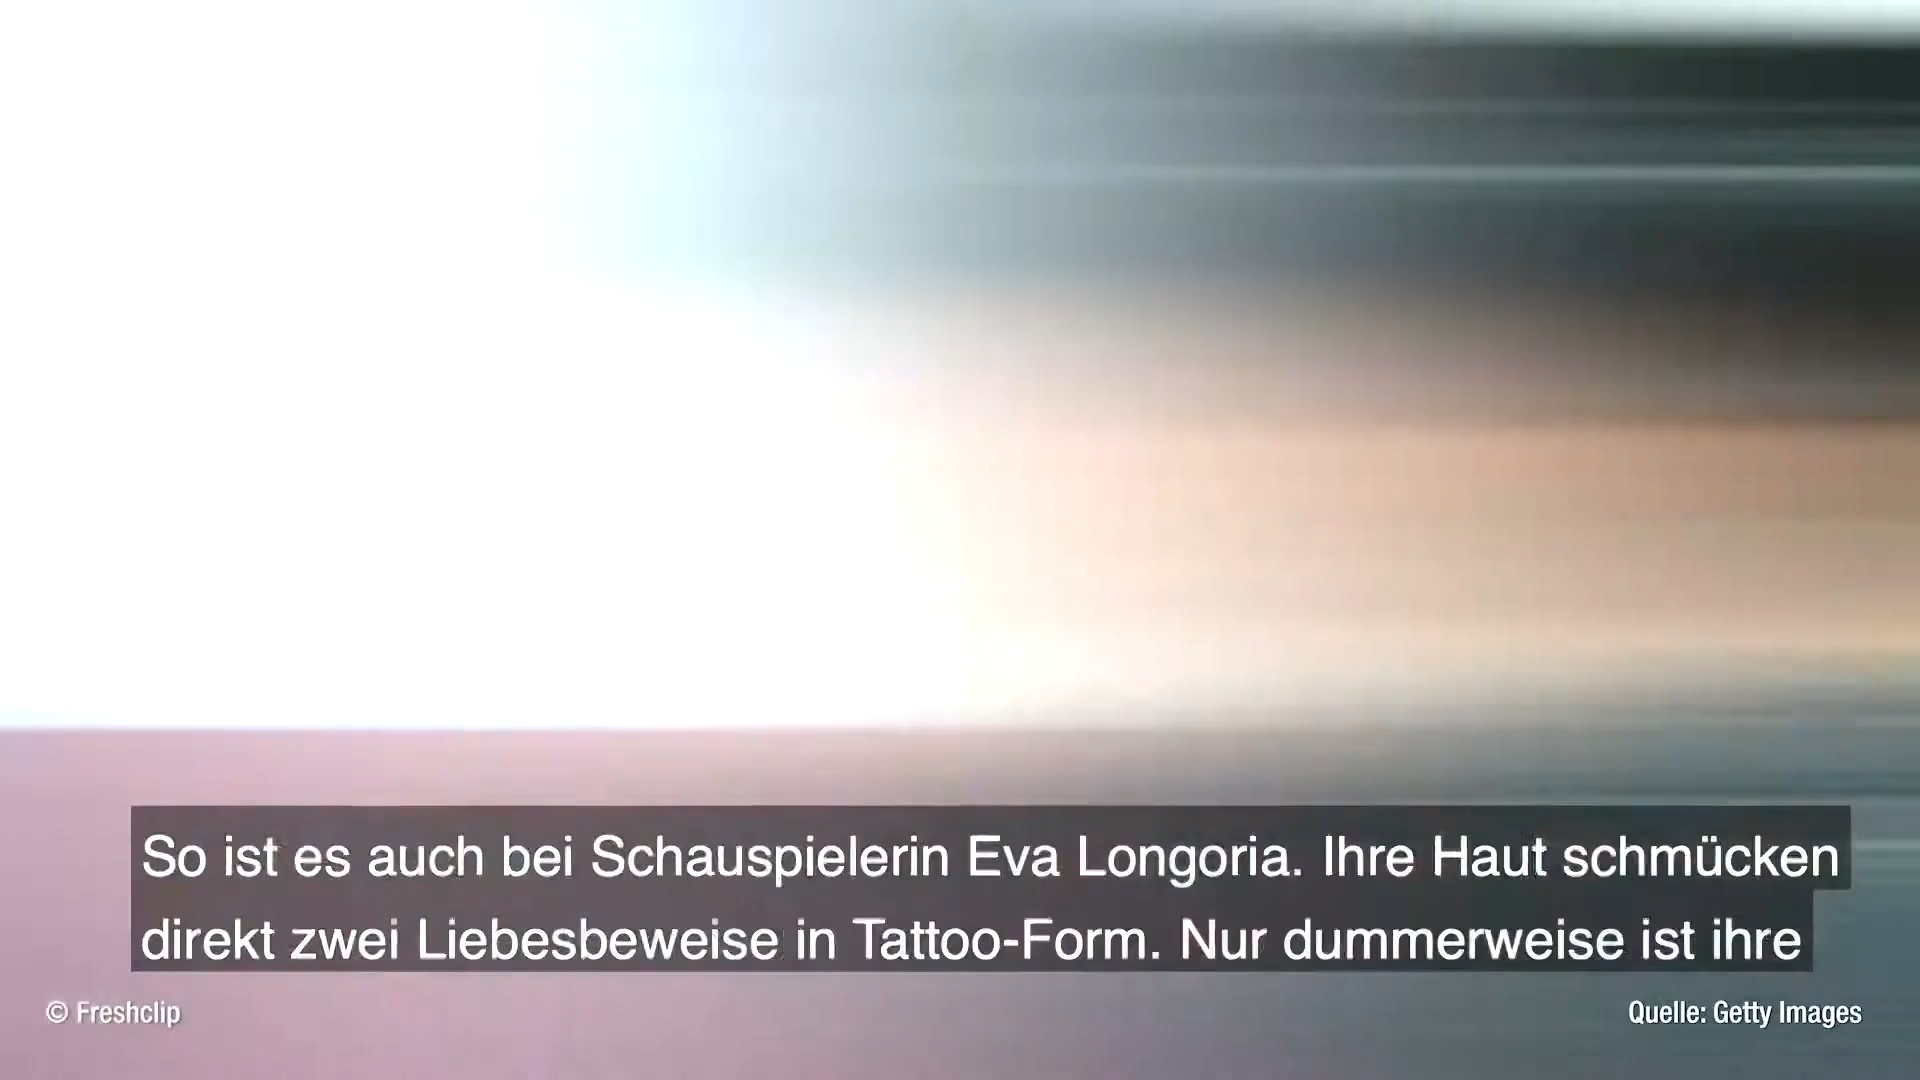 So ist es auch bei Schauspielerin Eva Longoria. Ihre Haut schmücken
direkt zwei Liebesbeweise in Tattoo-Form. Nur dummerweise ist ihre
© Freshclip
Quelle: Getty Images